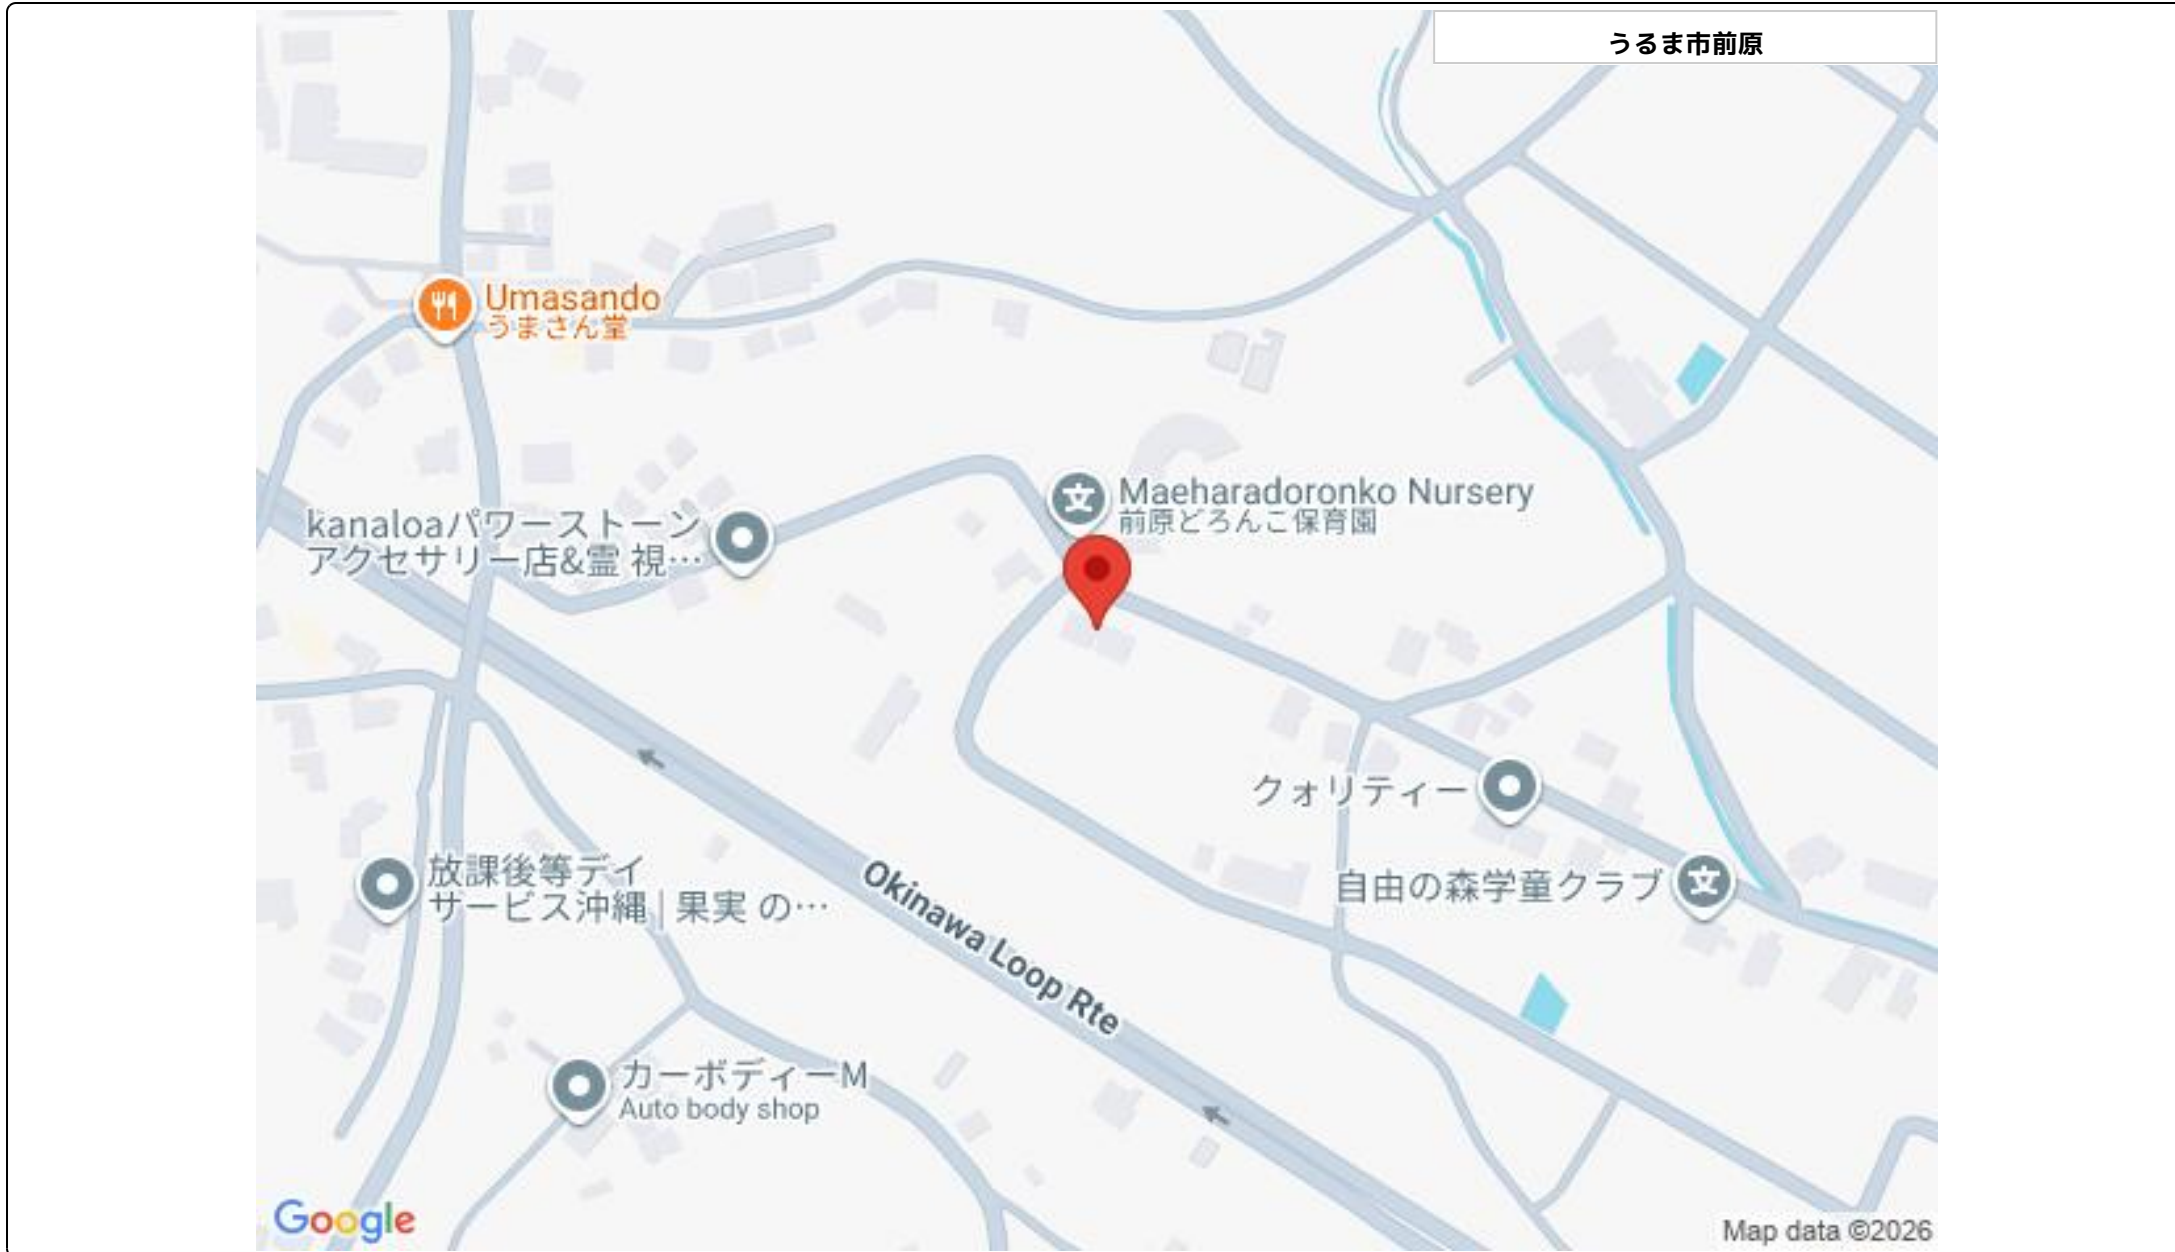 うるま市前原
Umasando
うまさん堂
Maeharadoronko Nursery
前原どろんこ保育園
kanaloaパワーストーン
アクセサリー店&霊 視…
クォリティー
自由の森学童クラブ
放課後等デイ
サービス沖縄 | 果実 の…
Okinawa Loop Rte
カーボディーM
Auto body shop
Google
Map data ©2026